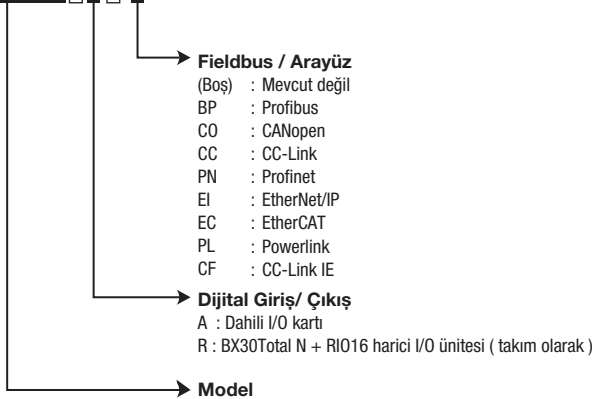 Fieldbus / Arayüz
(Boş) : Mevcut değil
BP : Profibus
CO : CANopen
CC : CC-Link
PN : Profinet
EI : EtherNet/IP
EC : EtherCAT
PL : Powerlink
CF : CC-Link IE
Dijital Giriş/ Çıkış
A : Dahili I/O kartı
R : BX30Total N + RIO16 harici I/O ünitesi ( takım olarak )
Model